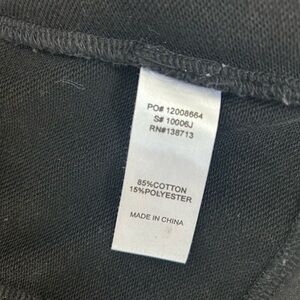 PO# 12008664
S# 10006J
RN#138713
85%COTTON
15%POLYESTER
MADE IN CHINA